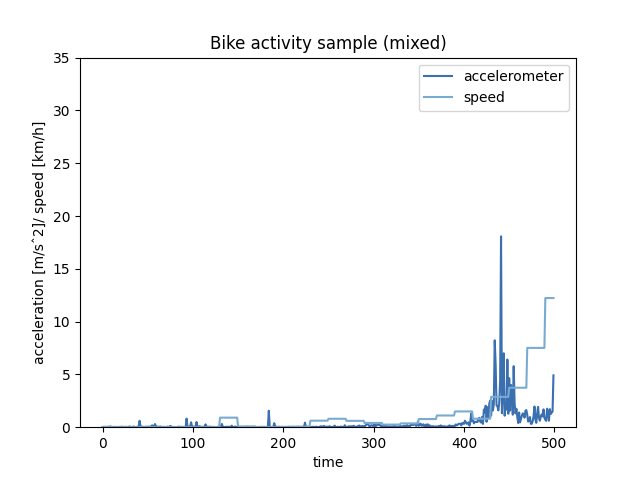 Bike activity sample (mixed)
accelerometer
speed
35
30
25
20
15
10
5
0
acceleration [m/sˆ2]/ speed [km/h]
0 100 200 300 400 500
time